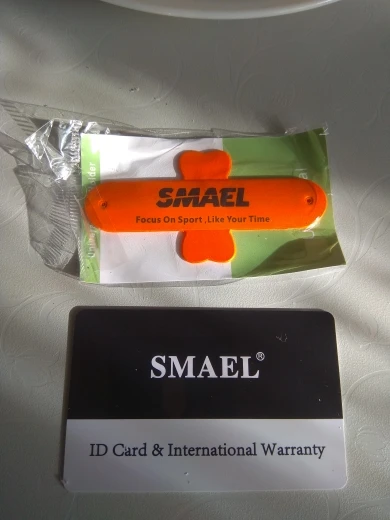 SMAEL
Focus On Sport ,Like Your Time
SMAEL®
ID Card & International Warranty